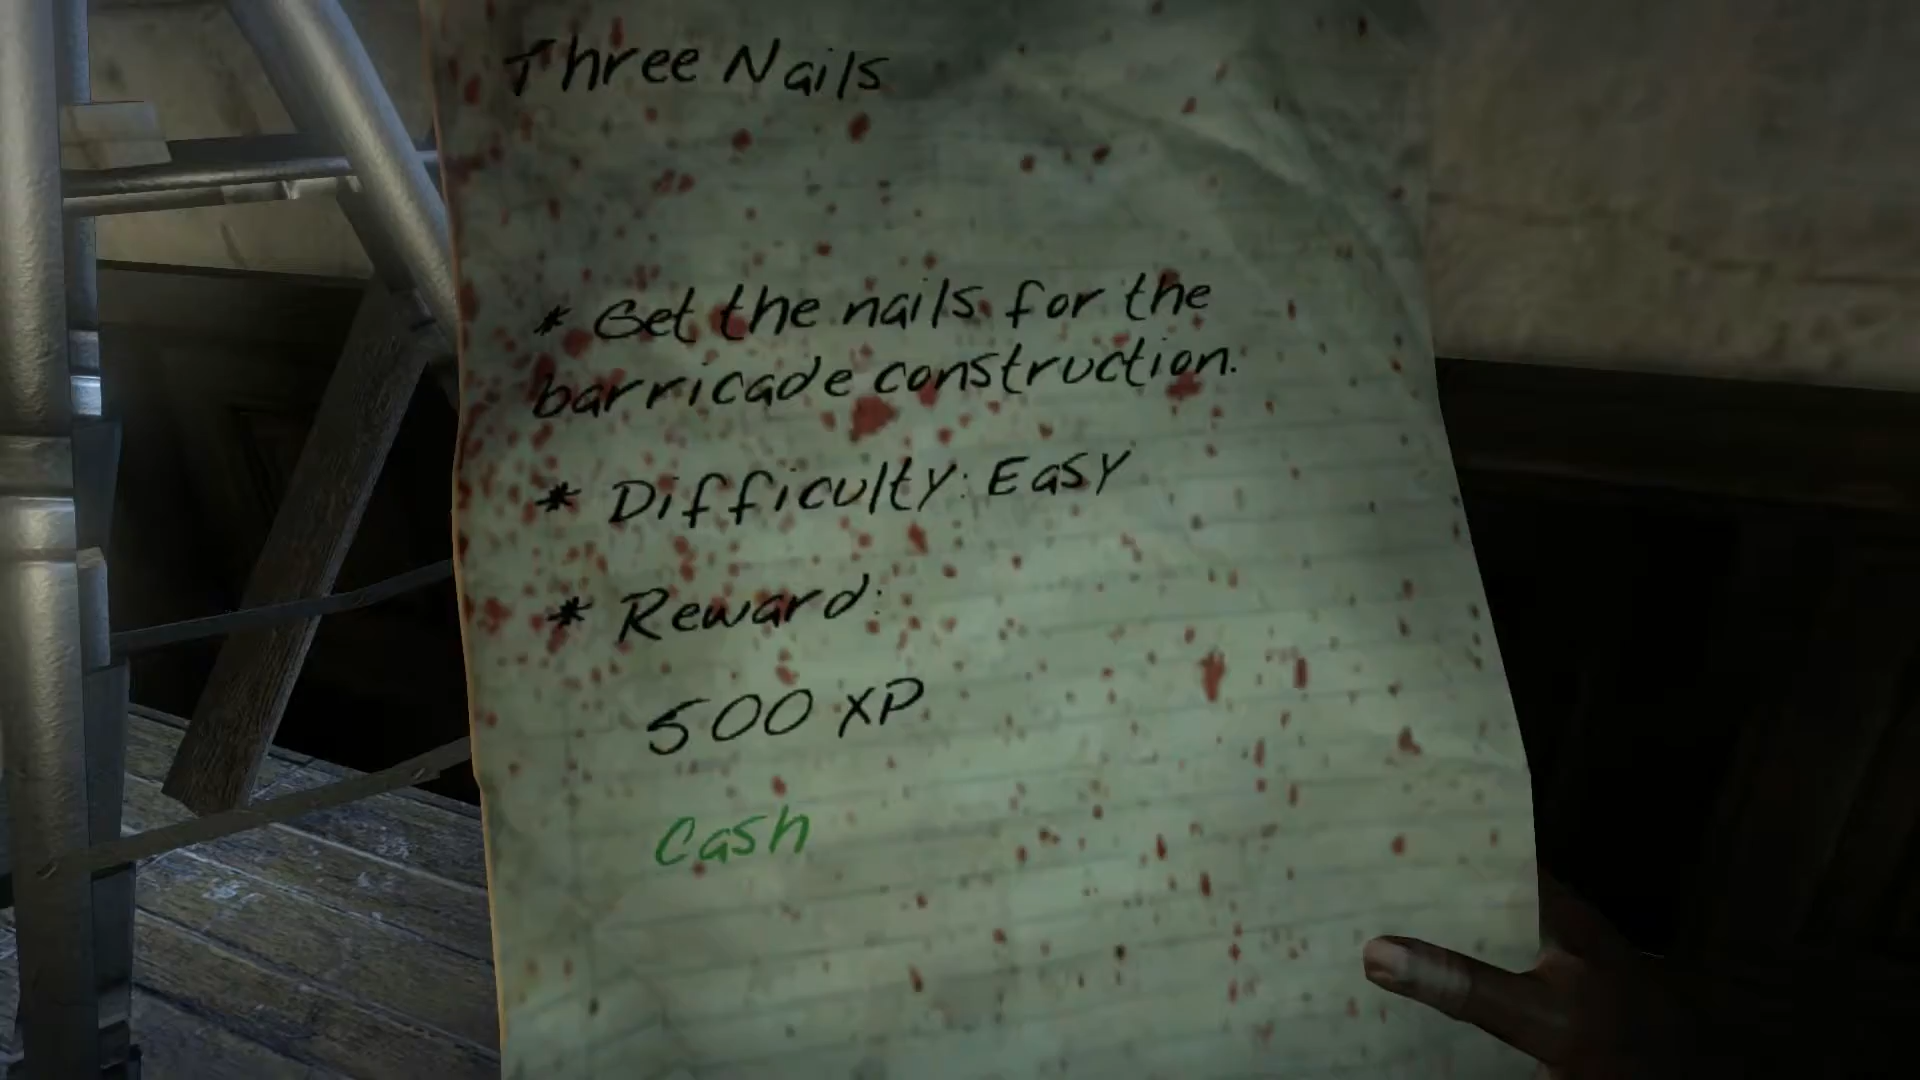 Three Nails
* Get the nails for the
barricade construction.
* Difficulty: Easy
* Reward:
500 XP
Cash